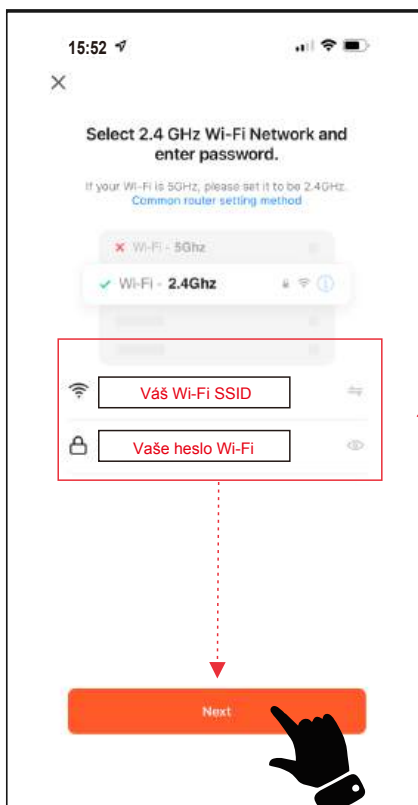 15:52
Select 2.4 GHz Wi-Fi Network and
enter password.
If your Wi-Fi is 5GHz, please set it to be 2.4GHz.
Common router setting method
Wi-Fi - 5Ghz
Wi-Fi - 2.4Ghz
Váš Wi-Fi SSID
Vaše heslo Wi-Fi
Next